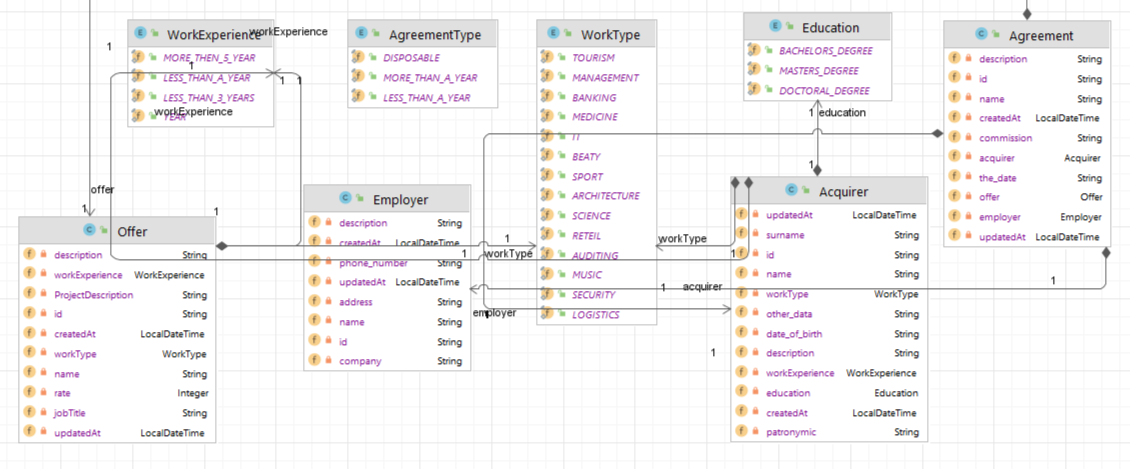 WorkExperience
workExperience
MORE_THEN_5_YEAR
LESS_THAN_A_YEAR
LESS_THAN_3_YEARS
YEAR
workExperience
1
1
1
1
AgreementType
DISPOSABLE
MORE_THAN_A_YEAR
LESS_THAN_A_YEAR
WorkType
TOURISM
MANAGEMENT
BANKING
MEDICINE
IT
BEATY
SPORT
ARCHITECTURE
SCIENCE
RETEIL
AUDITING
MUSIC
SECURITY
LOGISTICS
Education
BACHELORS_DEGREE
MASTERS_DEGREE
DOCTORAL_DEGREE
1 education
1
Agreement
description String
id String
name String
createdAt LocalDateTime
commission String
acquirer Acquirer
the_date String
offer Offer
employer Employer
updatedAt LocalDateTime
offer
1
1
Offer
description String
workExperience WorkExperience
ProjectDescription String
id String
createdAt LocalDateTime
workType WorkType
name String
rate Integer
jobTitle String
updatedAt LocalDateTime
Employer
description String
createdAt LocalDateTime
phone_number String
updatedAt LocalDateTime
address String
name String
id String
company String
1
workType
1
employer
workType
1
1
acquirer
1
1
Acquirer
updatedAt LocalDateTime
surname String
id String
name String
workType WorkType
other_data String
date_of_birth String
description String
workExperience WorkExperience
education Education
createdAt LocalDateTime
patronymic String